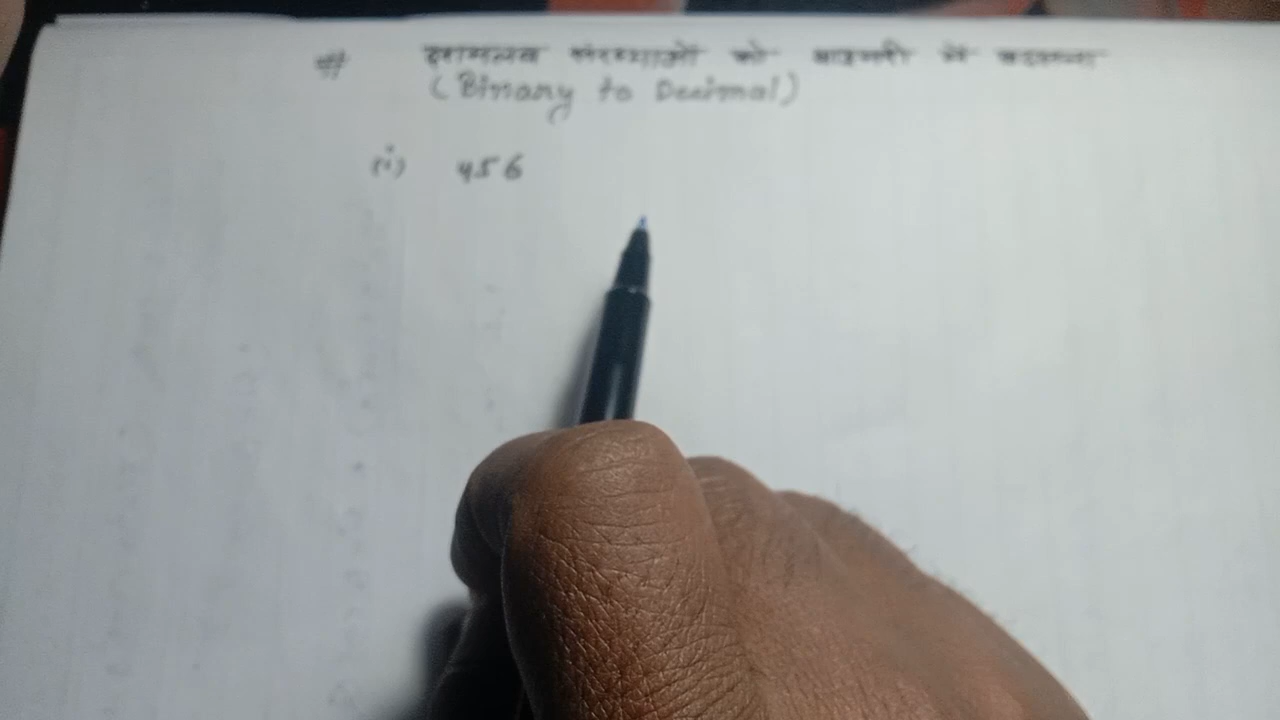 # दशमलव संख्याओं को बाइनरी में बदलना
(Binary to Decimal)
(i) 456